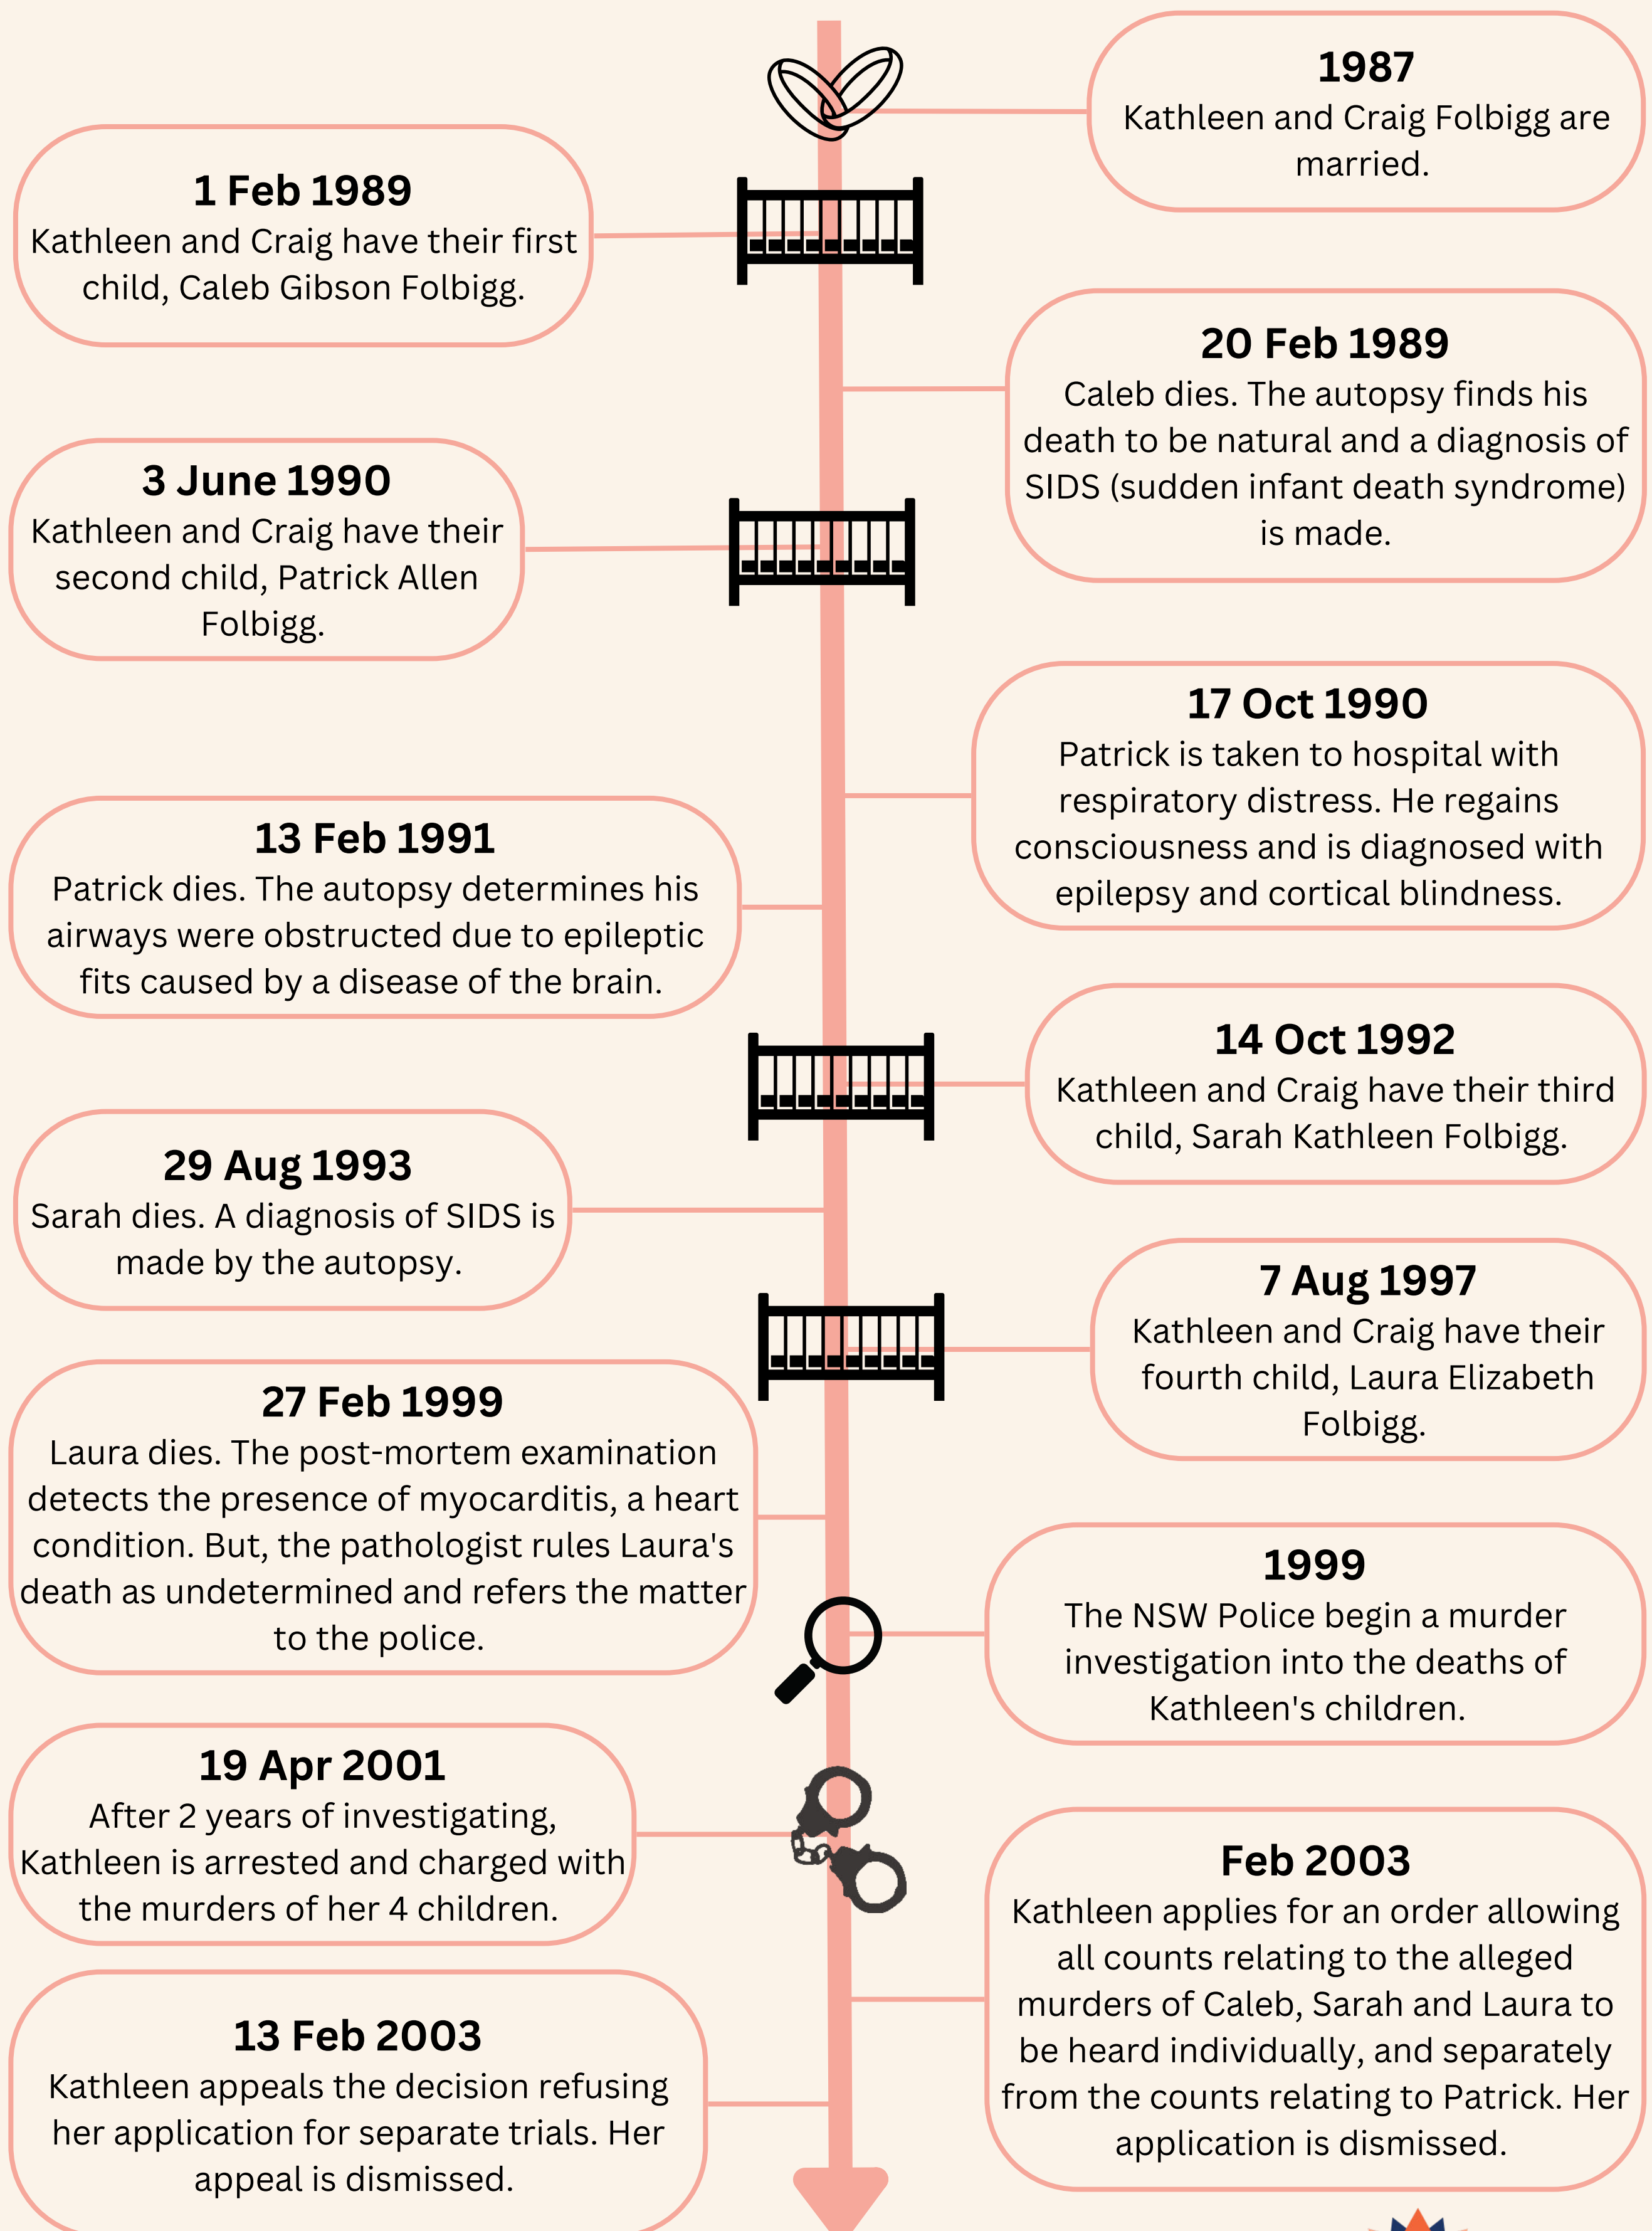 1987
Kathleen and Craig Folbigg are
married.
1 Feb 1989
Kathleen and Craig have their first
child, Caleb Gibson Folbigg.
20 Feb 1989
Caleb dies. The autopsy finds his
death to be natural and a diagnosis of
SIDS (sudden infant death syndrome)
is made.
3 June 1990
Kathleen and Craig have their
second child, Patrick Allen
Folbigg.
17 Oct 1990
Patrick is taken to hospital with
respiratory distress. He regains
consciousness and is diagnosed with
epilepsy and cortical blindness.
13 Feb 1991
Patrick dies. The autopsy determines his
airways were obstructed due to epileptic
fits caused by a disease of the brain.
14 Oct 1992
Kathleen and Craig have their third
child, Sarah Kathleen Folbigg.
29 Aug 1993
Sarah dies. A diagnosis of SIDS is
made by the autopsy.
7 Aug 1997
Kathleen and Craig have their
fourth child, Laura Elizabeth
Folbigg.
27 Feb 1999
Laura dies. The post-mortem examination
detects the presence of myocarditis, a heart
condition. But, the pathologist rules Laura's
death as undetermined and refers the matter
to the police.
1999
The NSW Police begin a murder
investigation into the deaths of
Kathleen's children.
19 Apr 2001
After 2 years of investigating,
Kathleen is arrested and charged with
the murders of her 4 children.
Feb 2003
Kathleen applies for an order allowing
all counts relating to the alleged
murders of Caleb, Sarah and Laura to
be heard individually, and separately
from the counts relating to Patrick. Her
application is dismissed.
13 Feb 2003
Kathleen appeals the decision refusing
her application for separate trials. Her
appeal is dismissed.